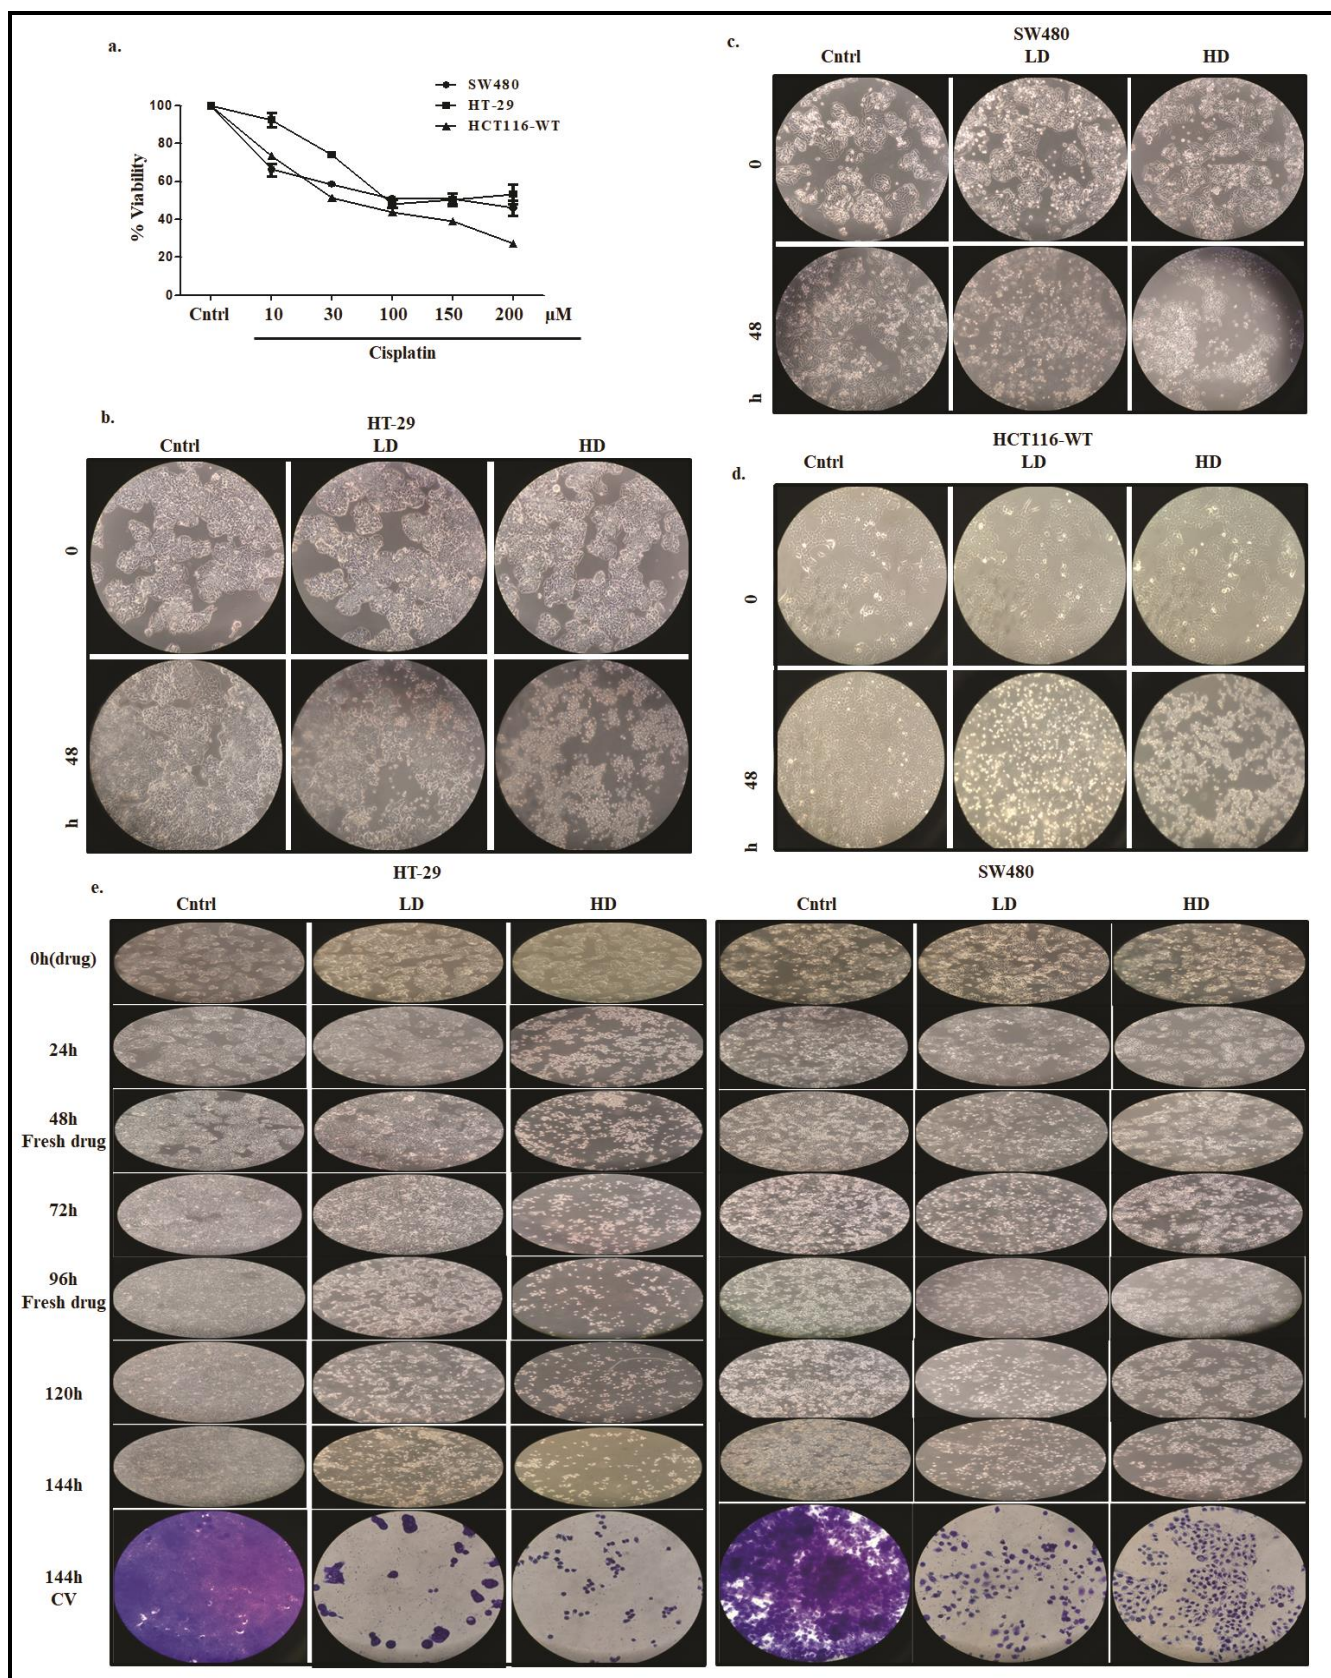 a.
SW480
HT-29
HCT116-WT
100
80
60
40
20
0
% Viability
Cntrl 10 30 100 150 200 μM
Cisplatin
c.
SW480
Cntrl LD HD
0
48
h
b.
HT-29
Cntrl LD HD
0
48
h
d.
HCT116-WT
Cntrl LD HD
0
48
h
e.
HT-29 SW480
Cntrl LD HD Cntrl LD HD
0h(drug)
24h
48h
Fresh drug
72h
96h
Fresh drug
120h
144h
144h
CV